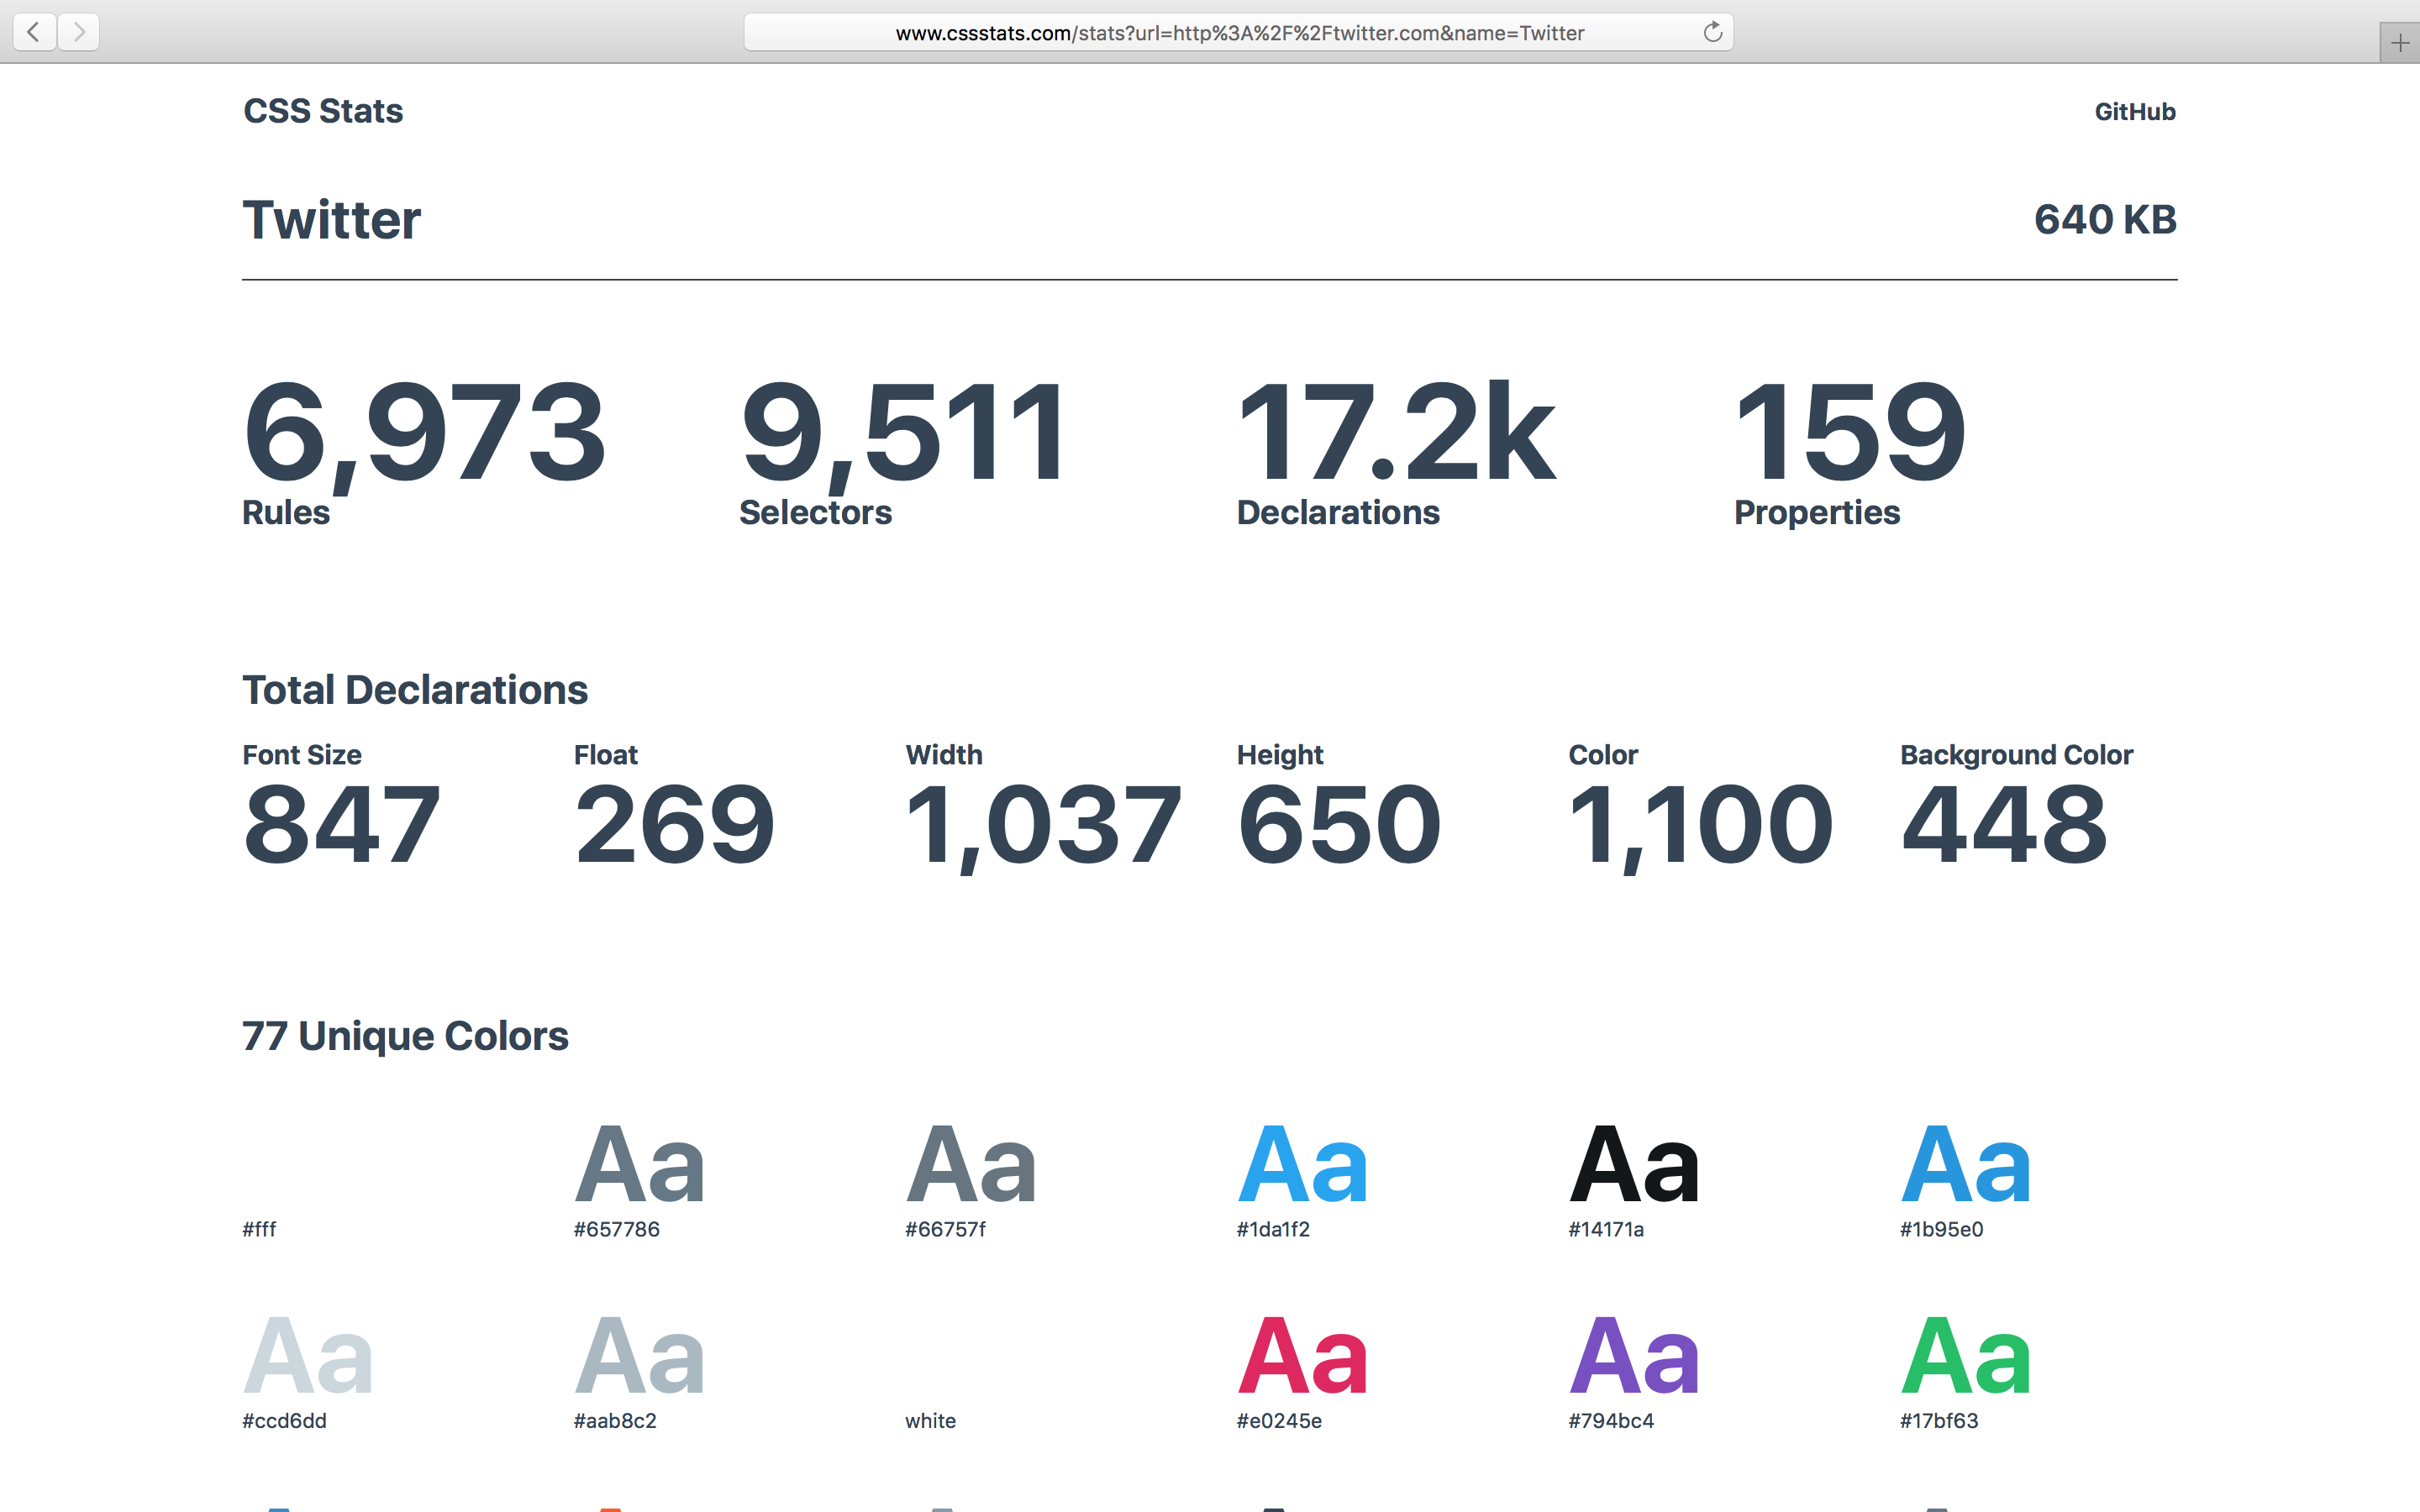 www.cssstats.com/stats?url=http%3A%2F%2Ftwitter.com&name=Twitter
CSS Stats GitHub
Twitter 640 KB
6,973 9,511 17.2k 159
Rules Selectors Declarations Properties
Total Declarations
Font Size Float Width Height Color Background Color
847 269 1,037 650 1,100 448
77 Unique Colors
Aa Aa Aa Aa Aa
#fff #657786 #66757f #1da1f2 #14171a #1b95e0
Aa Aa Aa Aa Aa
#ccd6dd #aab8c2 white #e0245e #794bc4 #17bf63